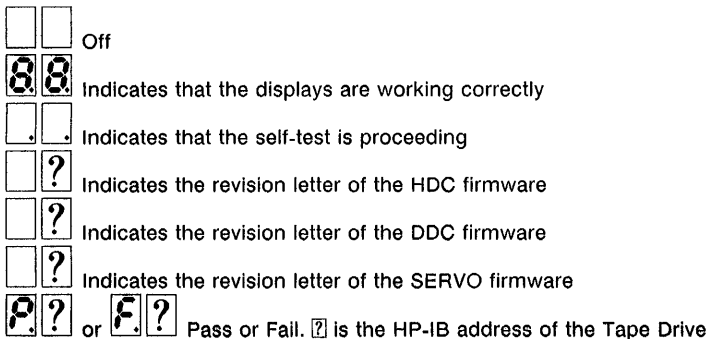 Off
8. 8. Indicates that the displays are working correctly
. . Indicates that the self-test is proceeding
? Indicates the revision letter of the HDC firmware
? Indicates the revision letter of the DDC firmware
? Indicates the revision letter of the SERVO firmware
P. ? or F. ? Pass or Fail. ? is the HP-IB address of the Tape Drive